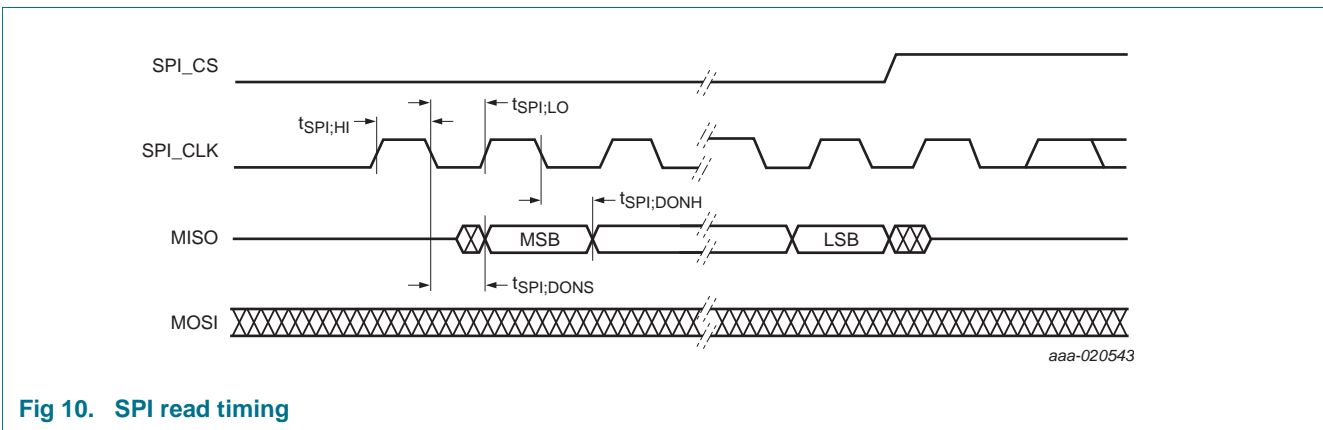 SPI_CS
tSPI;LO
tSPI;HI
SPI_CLK
tSPI;DONH
MISO
MSB
LSB
tSPI;DONS
MOSI
aaa-020543
Fig 10. SPI read timing